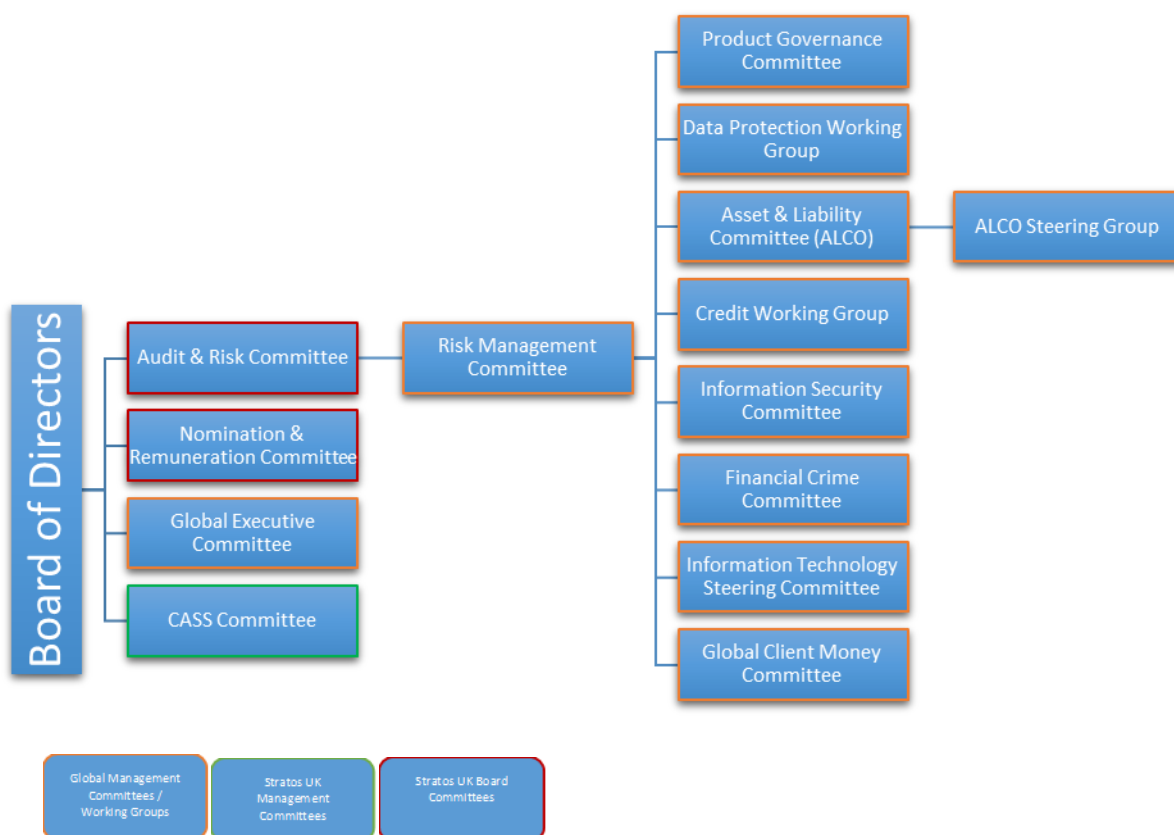 Board of Directors
Audit & Risk Committee
Nomination &
Remuneration Committee
Global Executive
Committee
CASS Committee
Risk Management
Committee
Product Governance
Committee
Data Protection Working
Group
Asset & Liability
Committee (ALCO)
Credit Working Group
Information Security
Committee
Financial Crime
Committee
Information Technology
Steering Committee
Global Client Money
Committee
ALCO Steering Group
Global Management
Committees /
Working Groups
Stratos UK
Management
Committees
Stratos UK Board
Committees